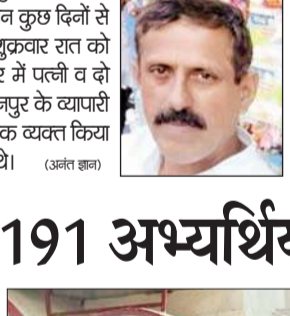 न कुछ दिनों से
शुक्रवार रात को
र में पत्नी व दो
नपुर के व्यापारी
क व्यक्त किया
थे। (अनंत ज्ञान)
191 अभ्यर्थिय